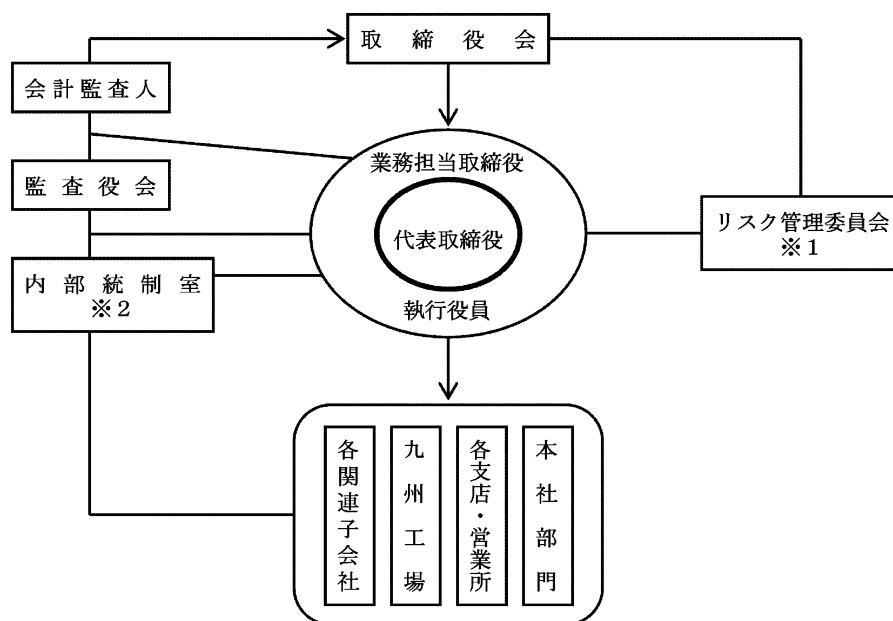 取締役会
会計監査人
業務担当取締役
監査役会
代表取締役
リスク管理委員会
※1
内部統制室
※2
執行役員
各関連子会社
九州工場
各支店・営業所
本社部門